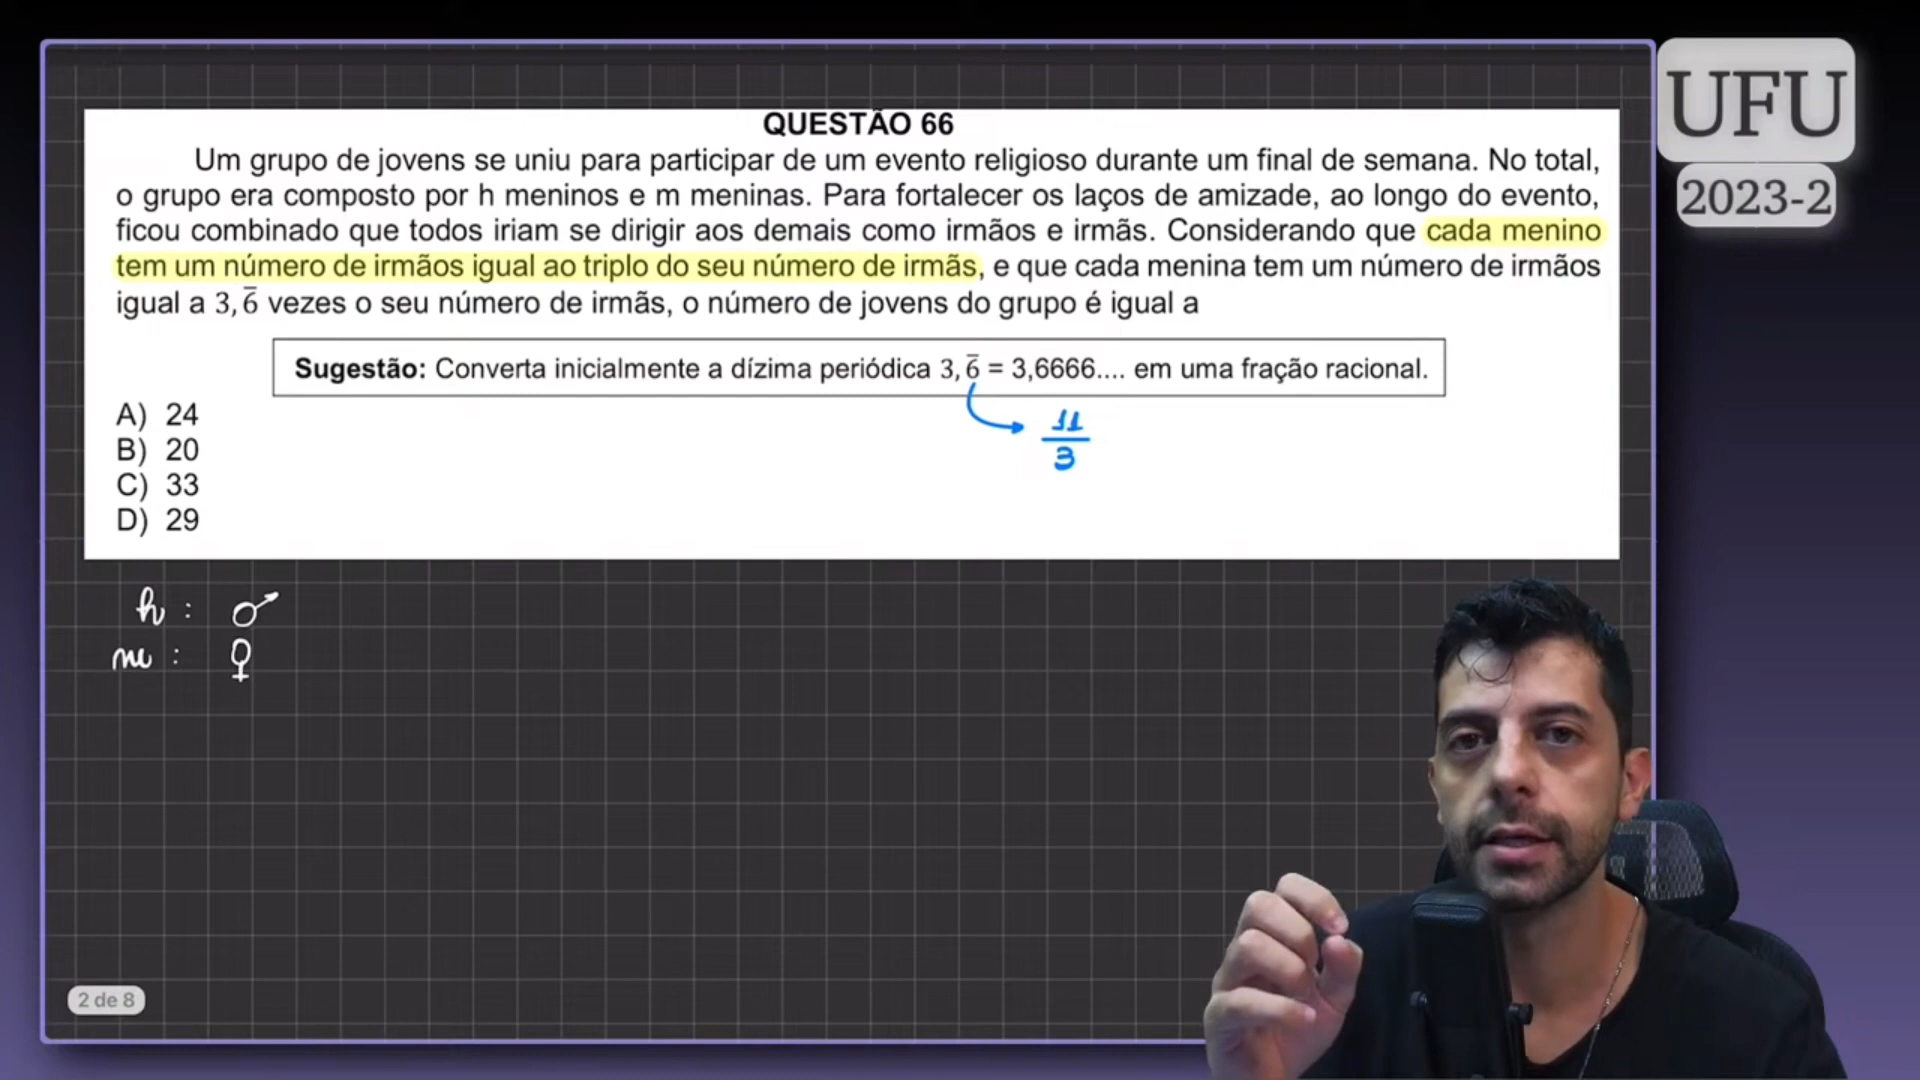 UFU
2023-2
QUESTÃO 66
Um grupo de jovens se uniu para participar de um evento religioso durante um final de semana. No total,
o grupo era composto por h meninos e m meninas. Para fortalecer os laços de amizade, ao longo do evento,
ficou combinado que todos iriam se dirigir aos demais como irmãos e irmãs. Considerando que cada menino
tem um número de irmãos igual ao triplo do seu número de irmãs, e que cada menina tem um número de irmãos
igual a 3,6̅ vezes o seu número de irmãs, o número de jovens do grupo é igual a
Sugestão: Converta inicialmente a dízima periódica 3,6̅ = 3,6666.... em uma fração racional.
11
3
A) 24
B) 20
C) 33
D) 29
h : ♂
m : ♀
2 de 8